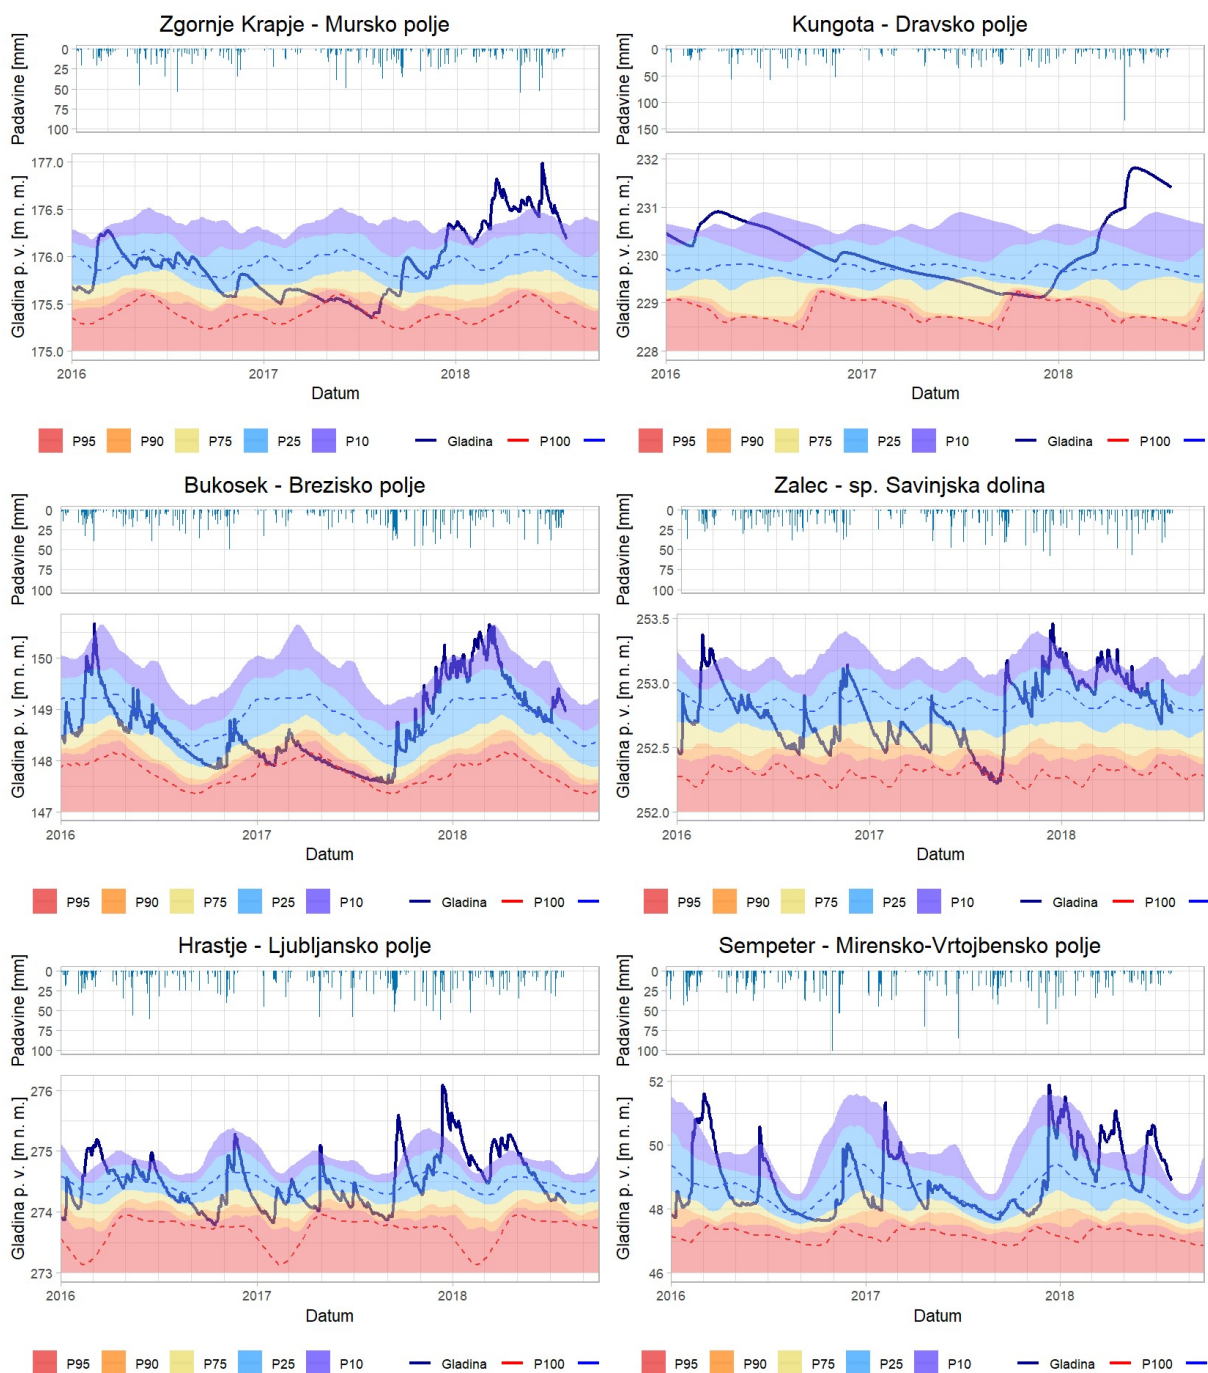 Zgornje Krapje - Mursko polje
Padavine [mm]
0
25
50
75
100
Gladina p. v. [m n. m.]
177.0
176.5
176.0
175.5
175.0
2016 2017 2018
Datum
P95 P90 P75 P25 P10 Gladina P100
Kungota - Dravsko polje
Padavine [mm]
0
50
100
150
Gladina p. v. [m n. m.]
232
231
230
229
228
2016 2017 2018
Datum
P95 P90 P75 P25 P10 Gladina P100
Bukosek - Brezisko polje
Padavine [mm]
0
25
50
75
100
Gladina p. v. [m n. m.]
150
149
148
147
2016 2017 2018
Datum
P95 P90 P75 P25 P10 Gladina P100
Zalec - sp. Savinjska dolina
Padavine [mm]
0
25
50
75
100
Gladina p. v. [m n. m.]
253.5
253.0
252.5
252.0
2016 2017 2018
Datum
P95 P90 P75 P25 P10 Gladina P100
Hrastje - Ljubljansko polje
Padavine [mm]
0
25
50
75
100
Gladina p. v. [m n. m.]
276
275
274
273
2016 2017 2018
Datum
P95 P90 P75 P25 P10 Gladina P100
Sempeter - Mirensko-Vrtojbensko polje
Padavine [mm]
0
25
50
75
100
Gladina p. v. [m n. m.]
52
50
48
46
2016 2017 2018
Datum
P95 P90 P75 P25 P10 Gladina P100